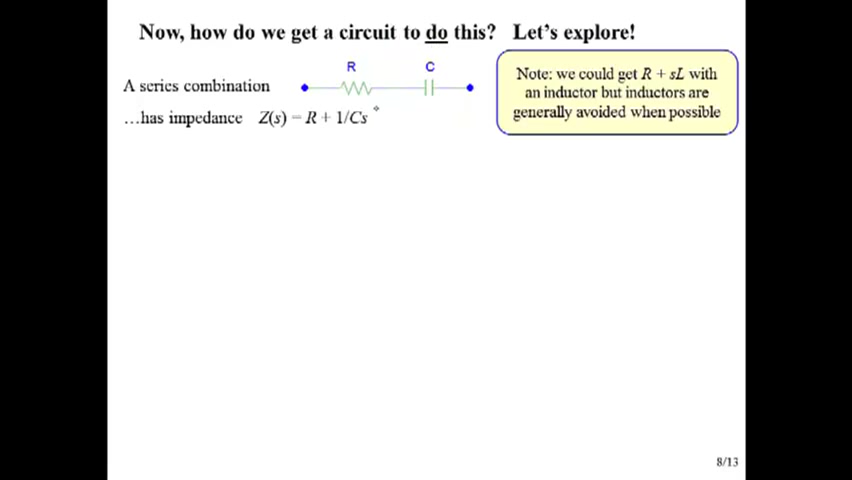 Now, how do we get a circuit to do this? Let's explore!
R
C
A series combination
Note: we could get R + sL with
an inductor but inductors are
generally avoided when possible
…has impedance Z(s) = R + 1/Cs
8/13